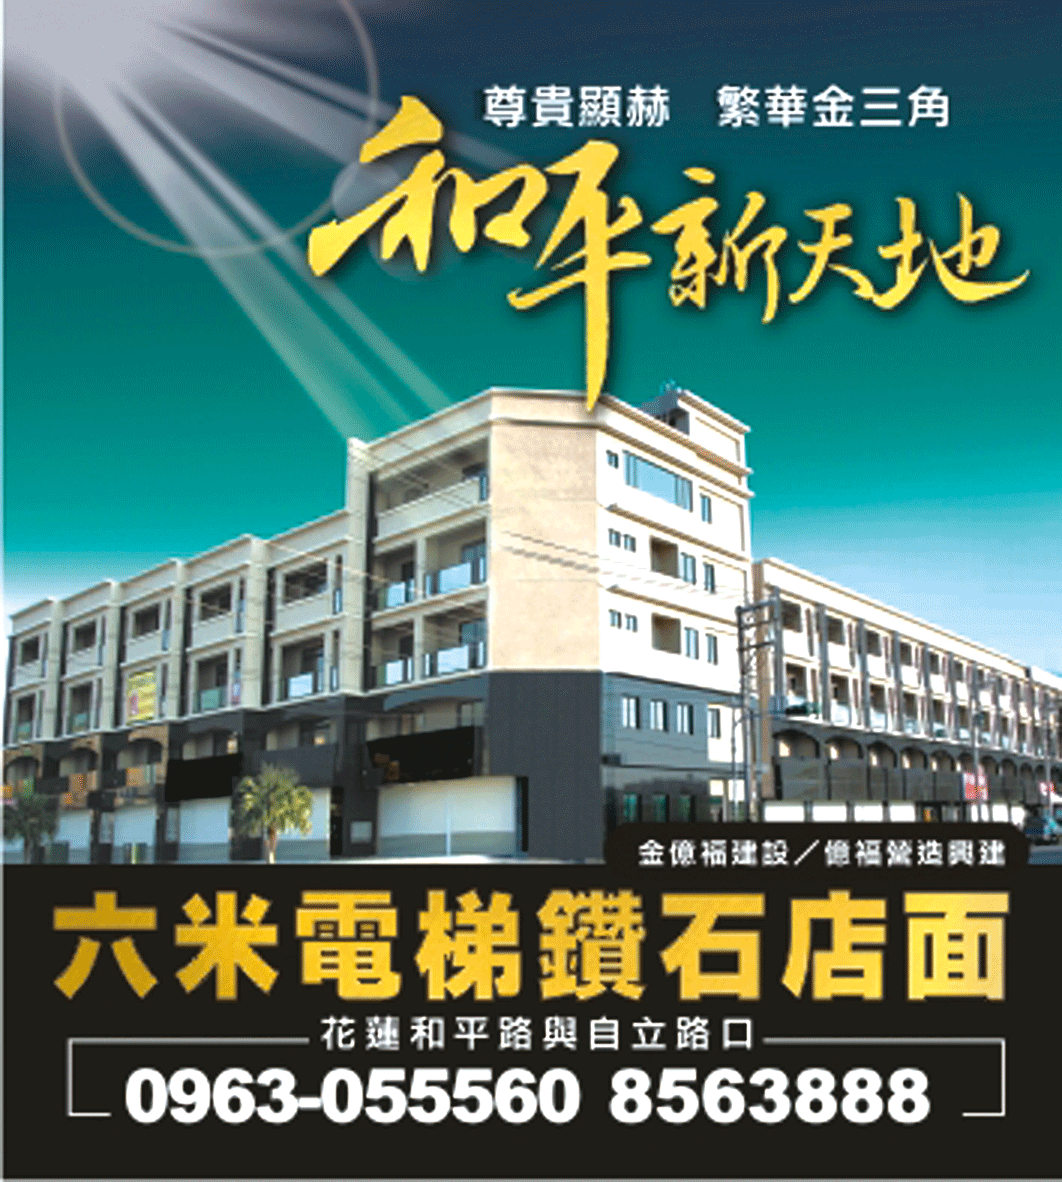 尊貴顯赫　繁華金三角
和平新天地
金億福建設／億福營造興建
六米電梯鑽石店面
花蓮和平路與自立路口
0963-055560 8563888